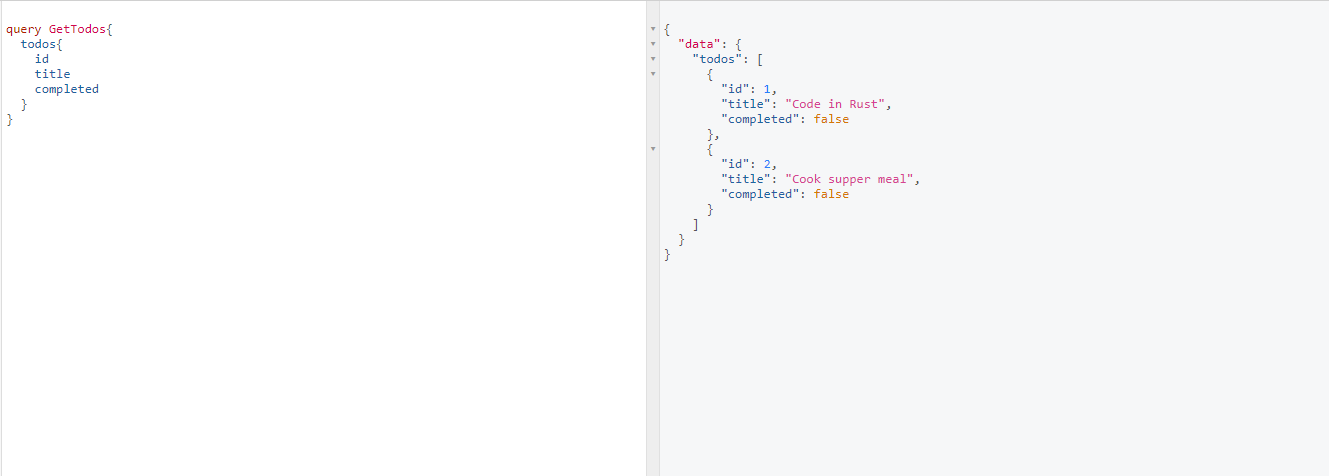 query GetTodos{
  todos{
    id
    title
    completed
  }
}
{
  "data": {
    "todos": [
      {
        "id": 1,
        "title": "Code in Rust",
        "completed": false
      },
      {
        "id": 2,
        "title": "Cook supper meal",
        "completed": false
      }
    ]
  }
}